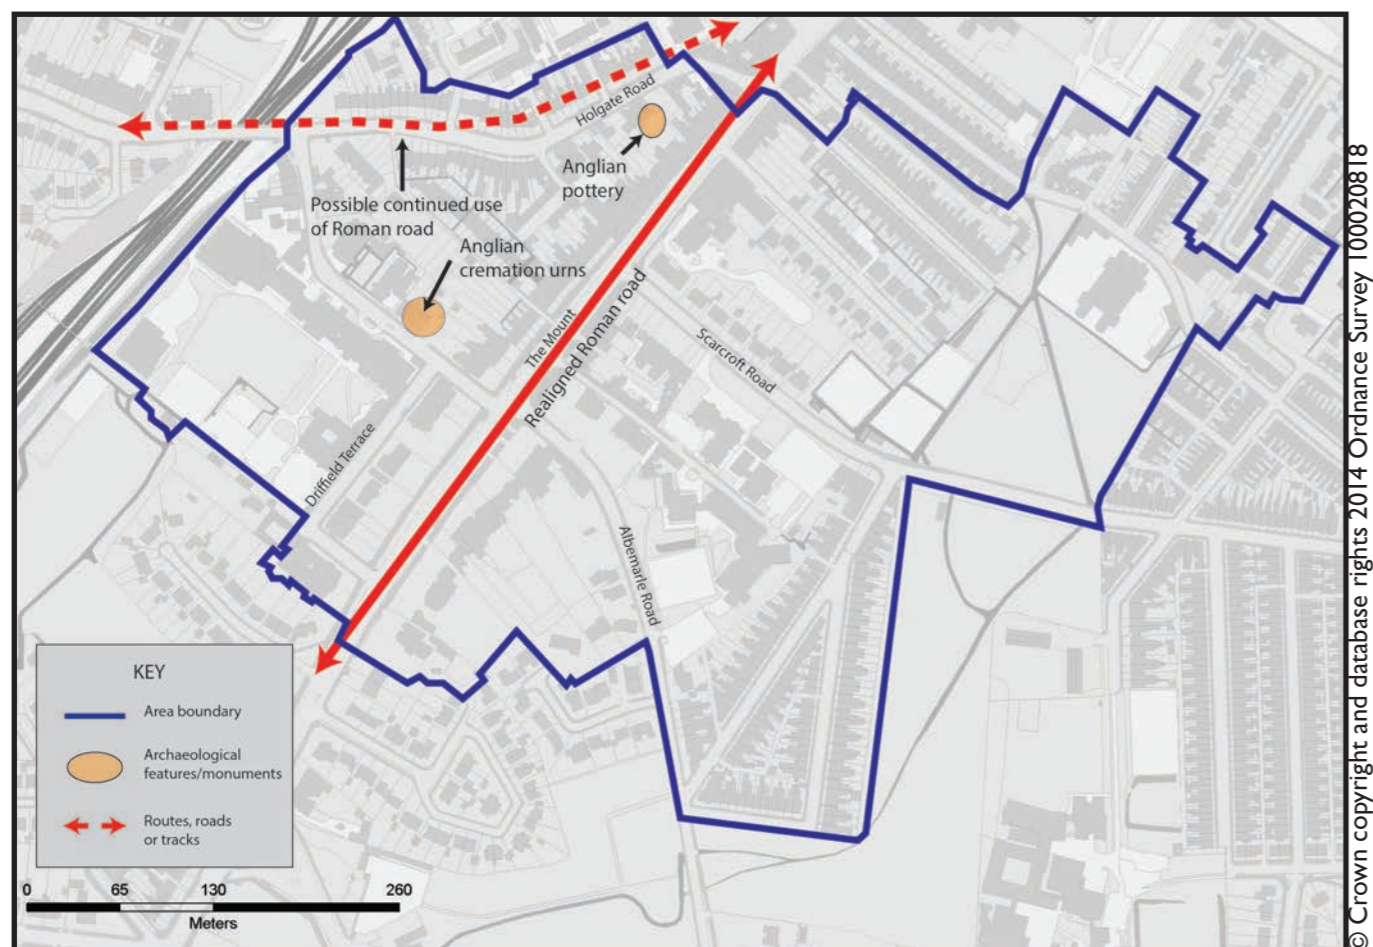 Holgate Road
Anglian
pottery
Possible continued use
of Roman road
Anglian
cremation urns
The Mount
Realigned Roman road
Scarcroft Road
Driffield Terrace
Albemarle Road
KEY
Area boundary
Archaeological
features/monuments
Routes, roads
or tracks
0 65 130 260
Meters
© Crown copyright and database rights 2014 Ordnance Survey 100020818